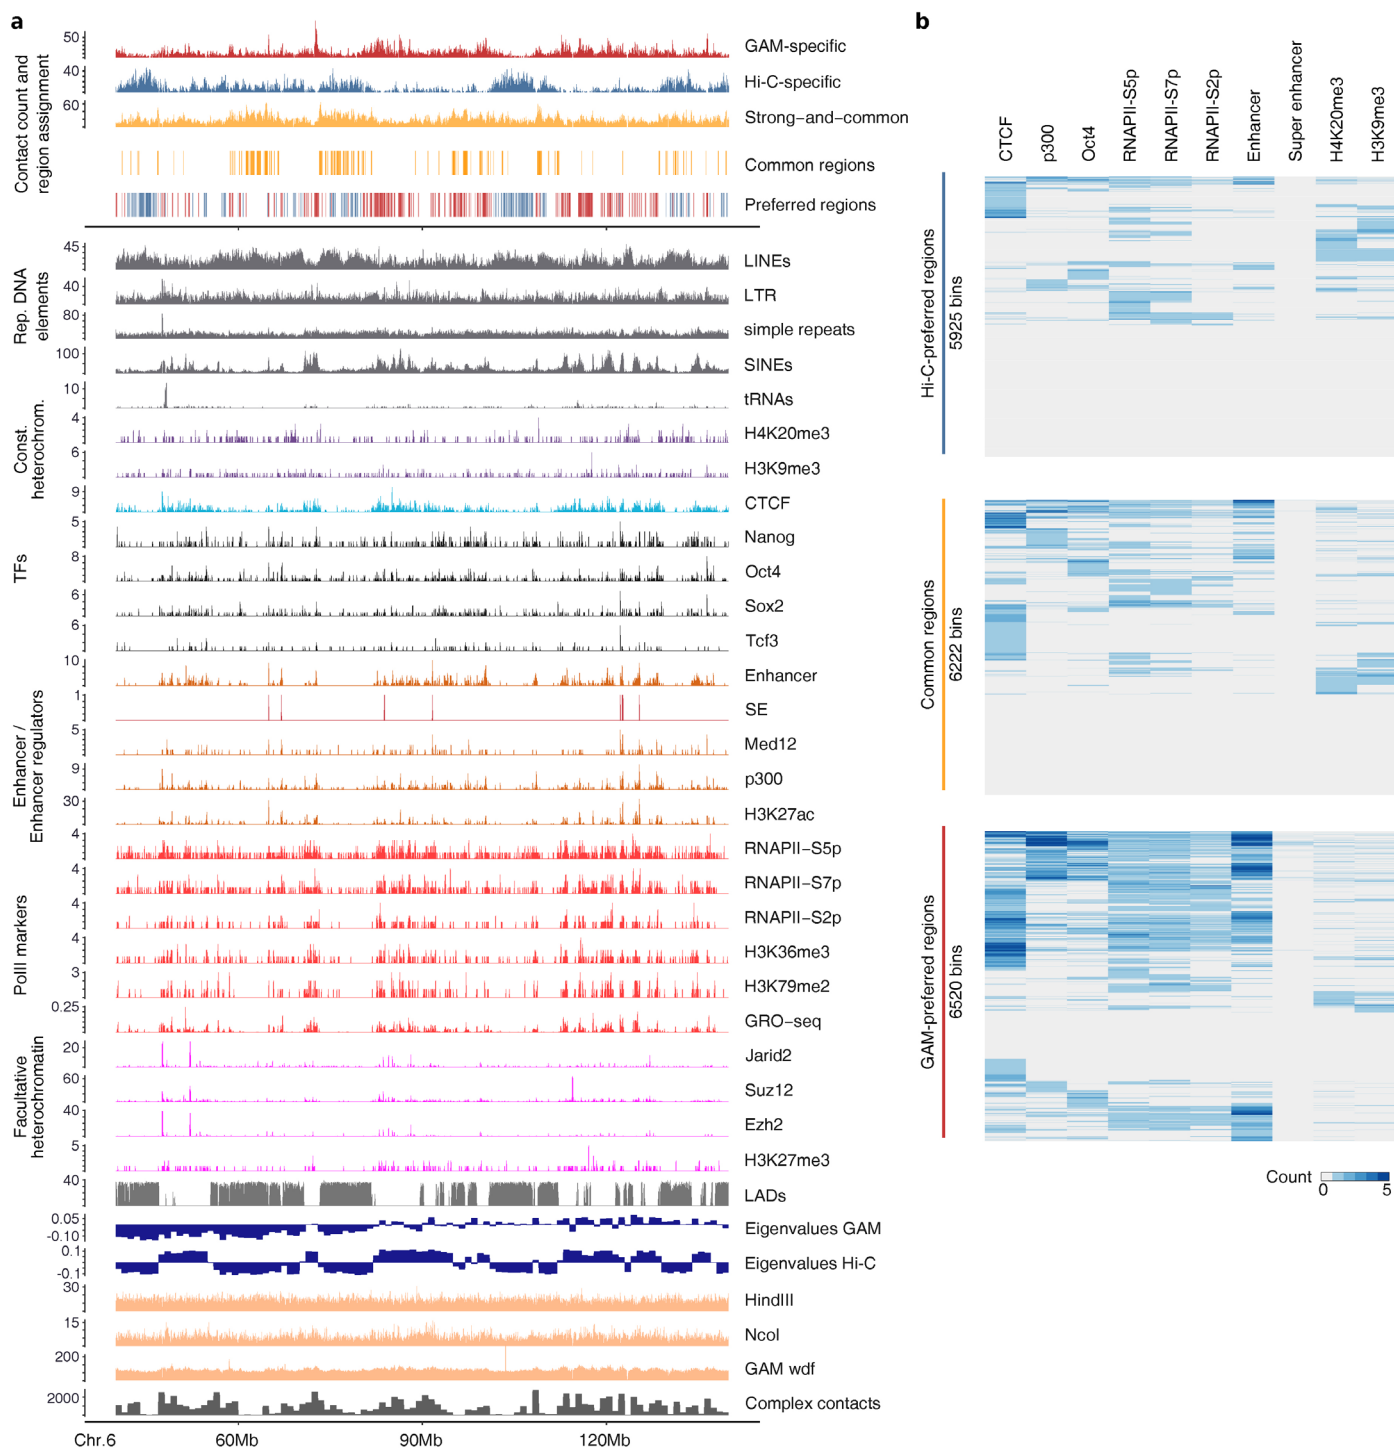 a
Contact count and
region assignment
50
GAM-specific
40
Hi-C-specific
60
Strong-and-common
Common regions
Preferred regions
Rep. DNA
elements
45
LINEs
40
LTR
80
simple repeats
100
SINEs
10
tRNAs
Const.
heterochrom.
4
H4K20me3
6
H3K9me3
9
CTCF
TFs
5
Nanog
8
Oct4
6
Sox2
6
Tcf3
Enhancer /
Enhancer regulators
10
Enhancer
1
SE
5
Med12
9
p300
30
H3K27ac
PolII markers
4
RNAPII-S5p
4
RNAPII-S7p
4
RNAPII-S2p
4
H3K36me3
3
H3K79me2
0.25
GRO-seq
Facultative
heterochromatin
20
Jarid2
60
Suz12
40
Ezh2
5
H3K27me3
40
LADs
0.05
-0.10
Eigenvalues GAM
0.1
-0.1
Eigenvalues Hi-C
30
HindIII
15
NcoI
200
GAM wdf
2000
Complex contacts
Chr.6
60Mb
90Mb
120Mb
b
CTCF
p300
Oct4
RNAPII-S5p
RNAPII-S7p
RNAPII-S2p
Enhancer
Super enhancer
H4K20me3
H3K9me3
Hi-C-preferred regions
5925 bins
Common regions
6222 bins
GAM-preferred regions
6520 bins
Count
0
5